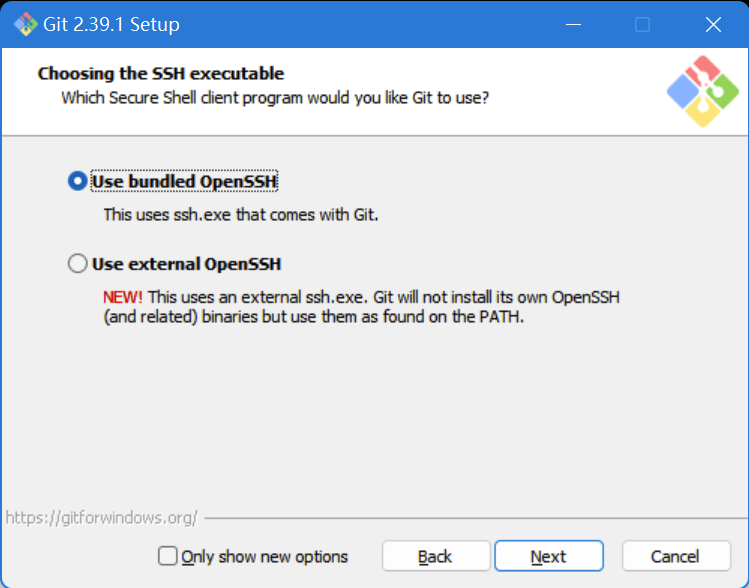 Git 2.39.1 Setup
Choosing the SSH executable
Which Secure Shell client program would you like Git to use?
Use bundled OpenSSH
This uses ssh.exe that comes with Git.
Use external OpenSSH
NEW! This uses an external ssh.exe. Git will not install its own OpenSSH
(and related) binaries but use them as found on the PATH.
https://gitforwindows.org/
Only show new options
Back
Next
Cancel